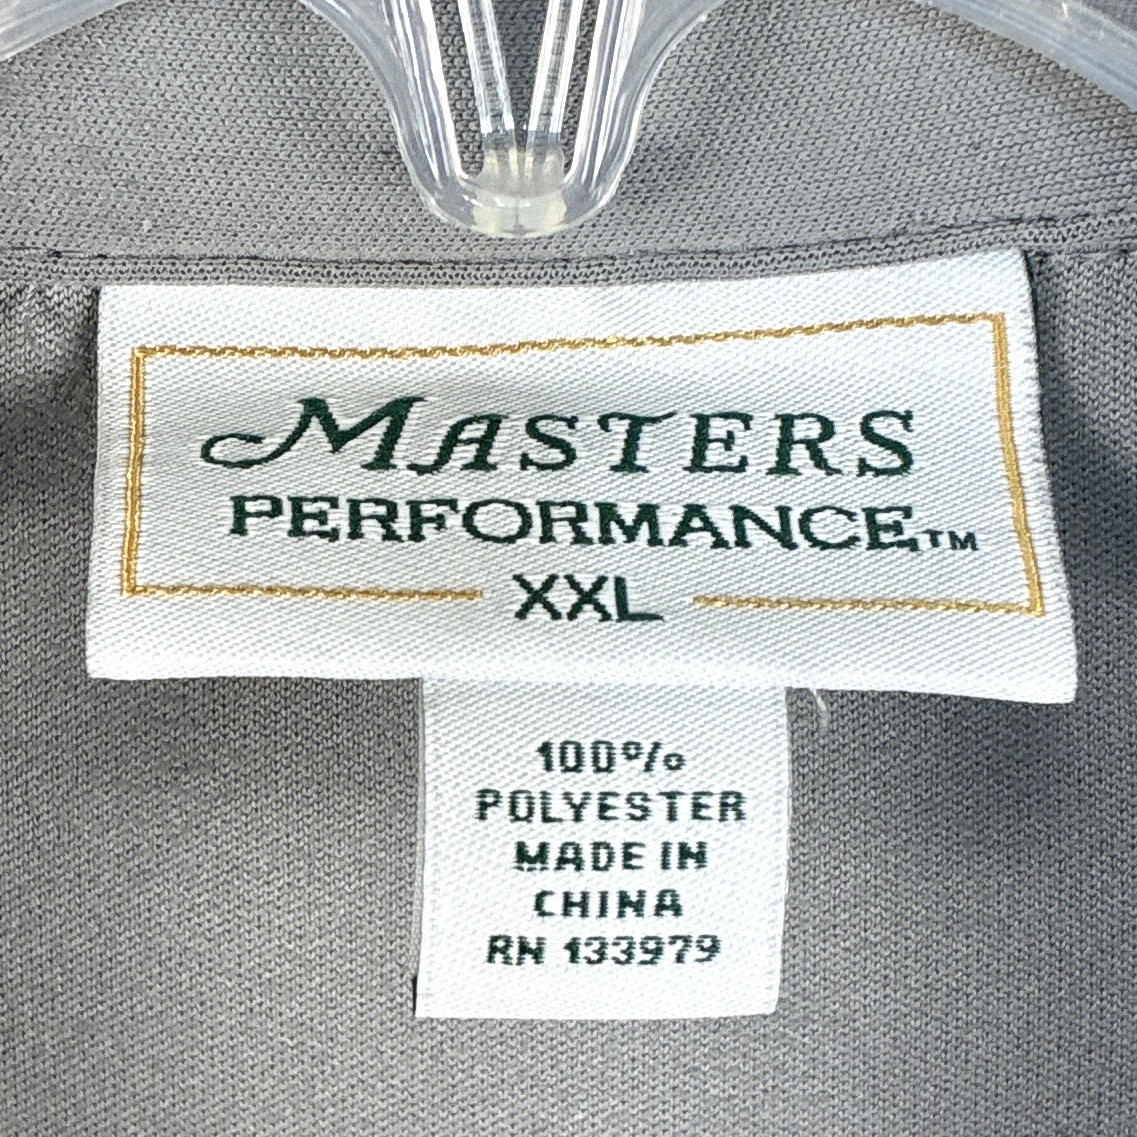 MASTERS
PERFORMANCE™
XXL
100%
POLYESTER
MADE IN
CHINA
RN 133979